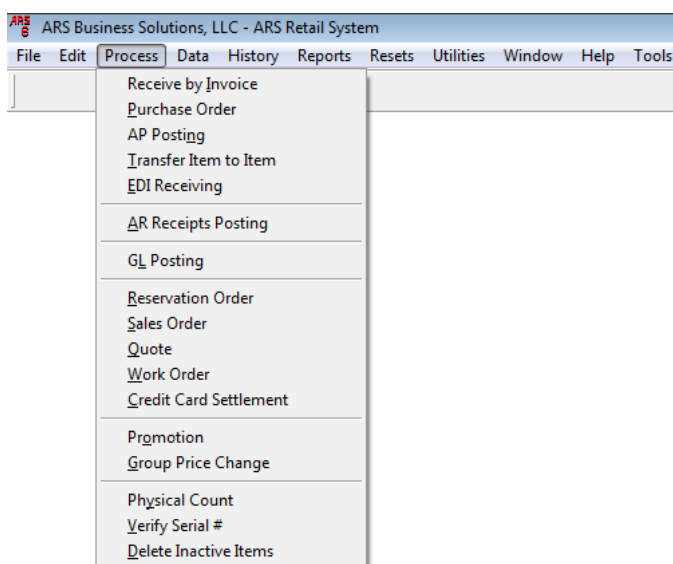 ARS 6 ARS Business Solutions, LLC - ARS Retail System
File Edit Process Data History Reports Resets Utilities Window Help Tools
Receive by Invoice
Purchase Order
AP Posting
Transfer Item to Item
EDI Receiving
AR Receipts Posting
GL Posting
Reservation Order
Sales Order
Quote
Work Order
Credit Card Settlement
Promotion
Group Price Change
Physical Count
Verify Serial #
Delete Inactive Items